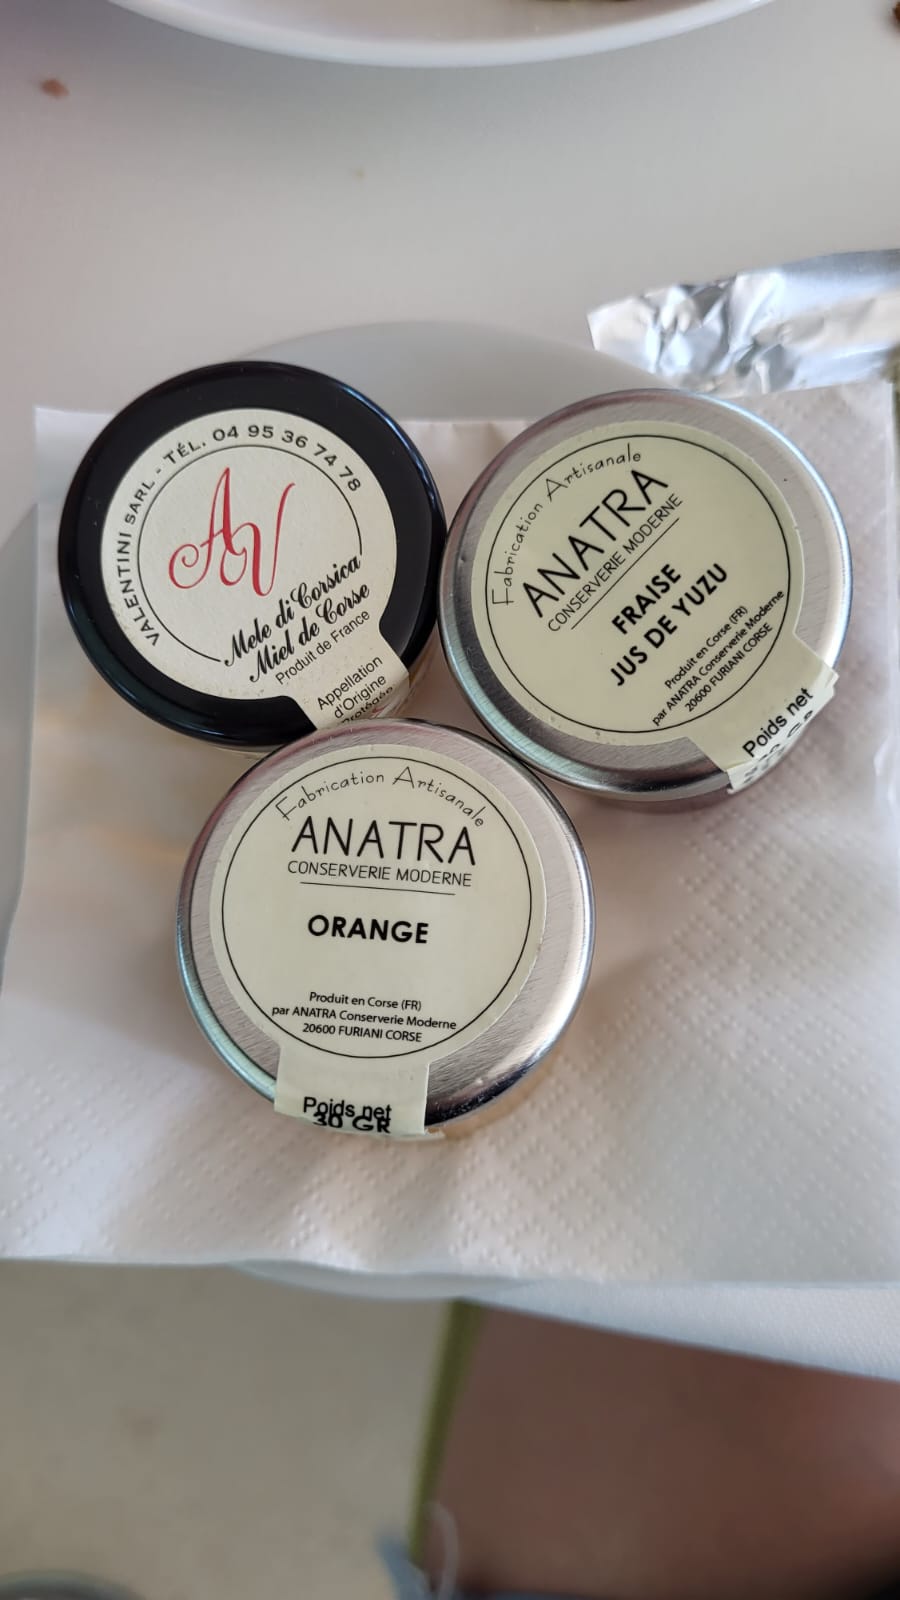 VALENTINI SARL - TÉL. 04 95 36 74 78
AV
Mele di Corsica
Miel de Corse
Produit de France
Appellation
d'Origine
Protégée
Fabrication Artisanale
ANATRA
CONSERVERIE MODERNE
FRAISE
JUS DE YUZU
Produit en Corse (FR)
par ANATRA Conserverie Moderne
20600 FURIANI CORSE
Poids net
Fabrication Artisanale
ANATRA
CONSERVERIE MODERNE
ORANGE
Produit en Corse (FR)
par ANATRA Conserverie Moderne
20600 FURIANI CORSE
Poids net
30 GR